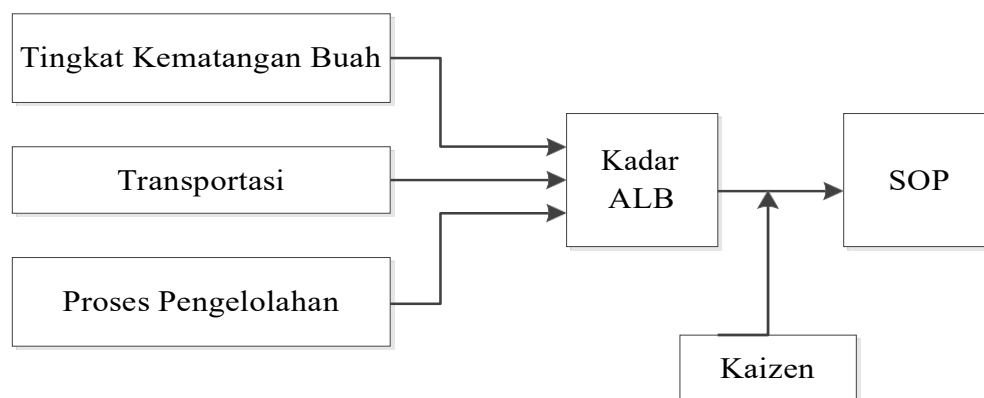 Tingkat Kematangan Buah
Transportasi
Proses Pengelolahan
Kadar
ALB
SOP
Kaizen